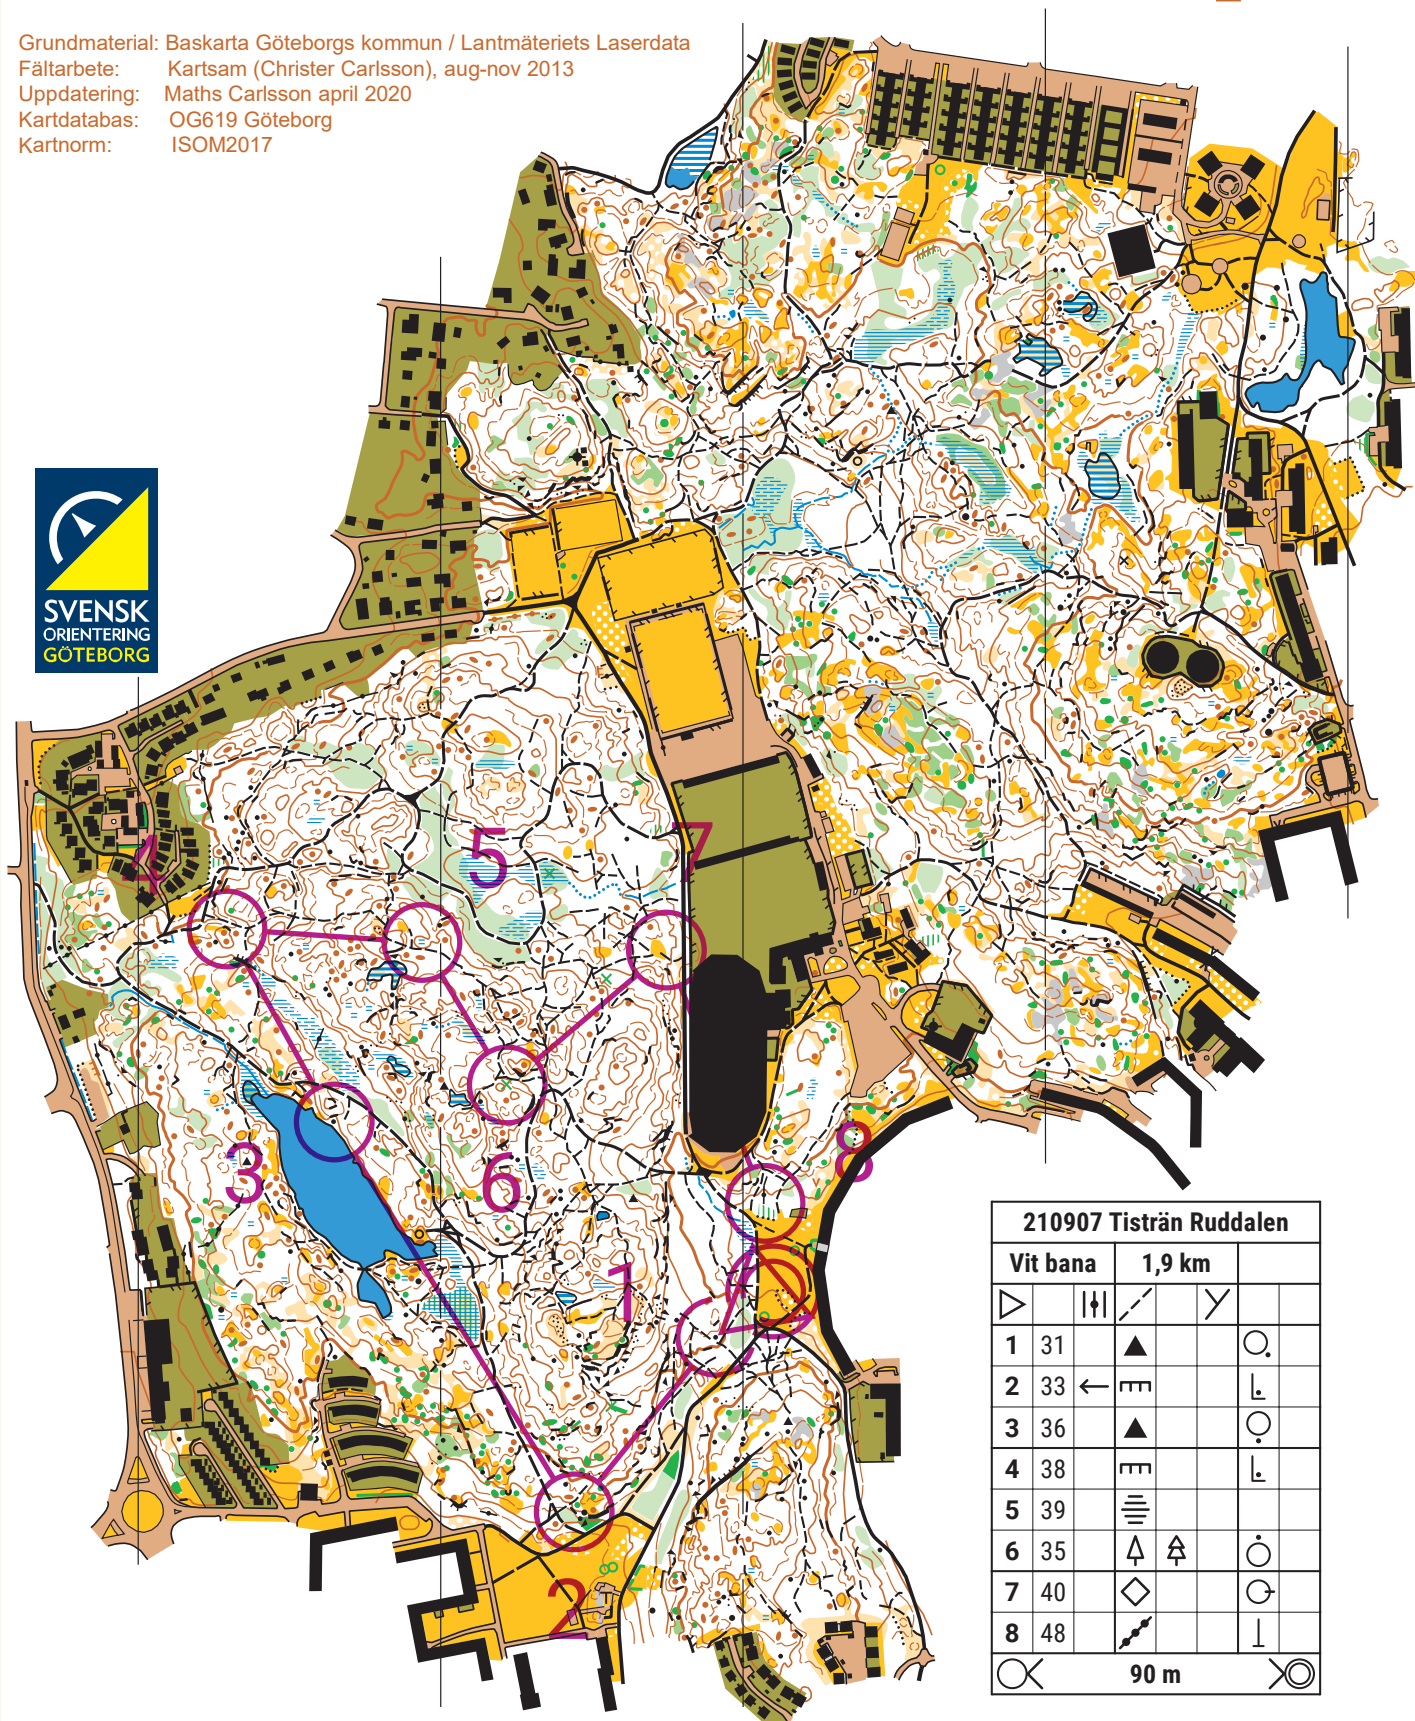 Grundmaterial: Baskarta Göteborgs kommun / Lantmäteriets Laserdata
Fältarbete: Kartsam (Christer Carlsson), aug-nov 2013
Uppdatering: Maths Carlsson april 2020
Kartdatabas: OG619 Göteborg
Kartnorm: ISOM2017
SVENSK
ORIENTERING
GÖTEBORG
4
5
7
3
6
8
1
2
210907 Tisträn Ruddalen
Vit bana 1,9 km
1 31
2 33
3 36
4 38
5 39
6 35
7 40
8 48
90 m